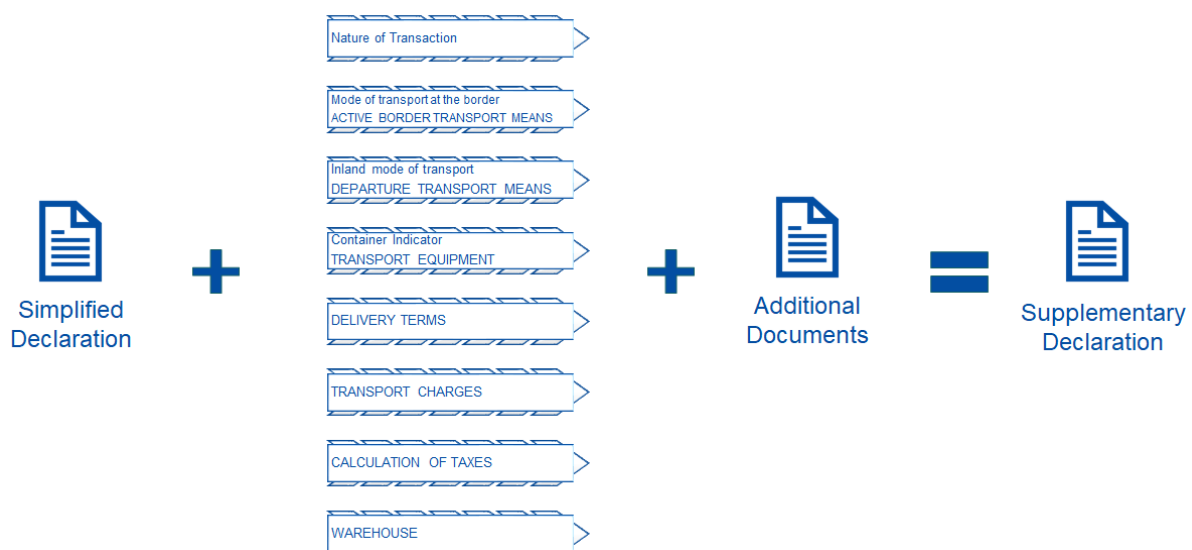 Simplified
Declaration
Nature of Transaction
Mode of transport at the border
ACTIVE BORDER TRANSPORT MEANS
Inland mode of transport
DEPARTURE TRANSPORT MEANS
Container Indicator
TRANSPORT EQUIPMENT
DELIVERY TERMS
TRANSPORT CHARGES
CALCULATION OF TAXES
WAREHOUSE
Additional
Documents
Supplementary
Declaration